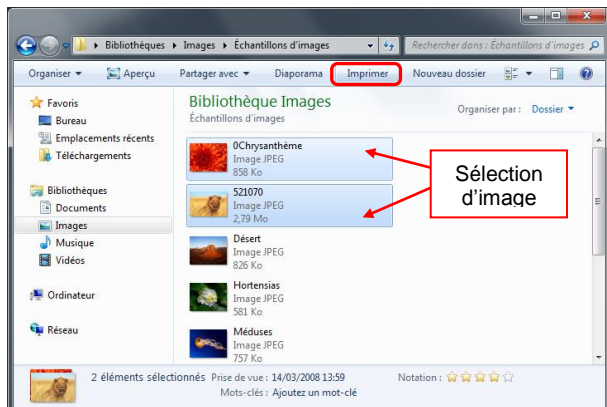 Bibliothèques ▸ Images ▸ Échantillons d'images
Rechercher dans : Échantillons d'images
Organiser
Aperçu
Partager avec
Diaporama
Imprimer
Nouveau dossier
Favoris
Bureau
Emplacements récents
Téléchargements
Bibliothèques
Documents
Images
Musique
Vidéos
Ordinateur
Réseau
Bibliothèque Images
Échantillons d'images
Organiser par : Dossier
0Chrysanthème
Image JPEG
858 Ko
521070
Image JPEG
2,79 Mo
Désert
Image JPEG
826 Ko
Hortensias
Image JPEG
581 Ko
Méduses
Image JPEG
757 Ko
Sélection
d'image
2 éléments sélectionnés Prise de vue : 14/03/2008 13:59 Notation :
Mots-clés : Ajoutez un mot-clé